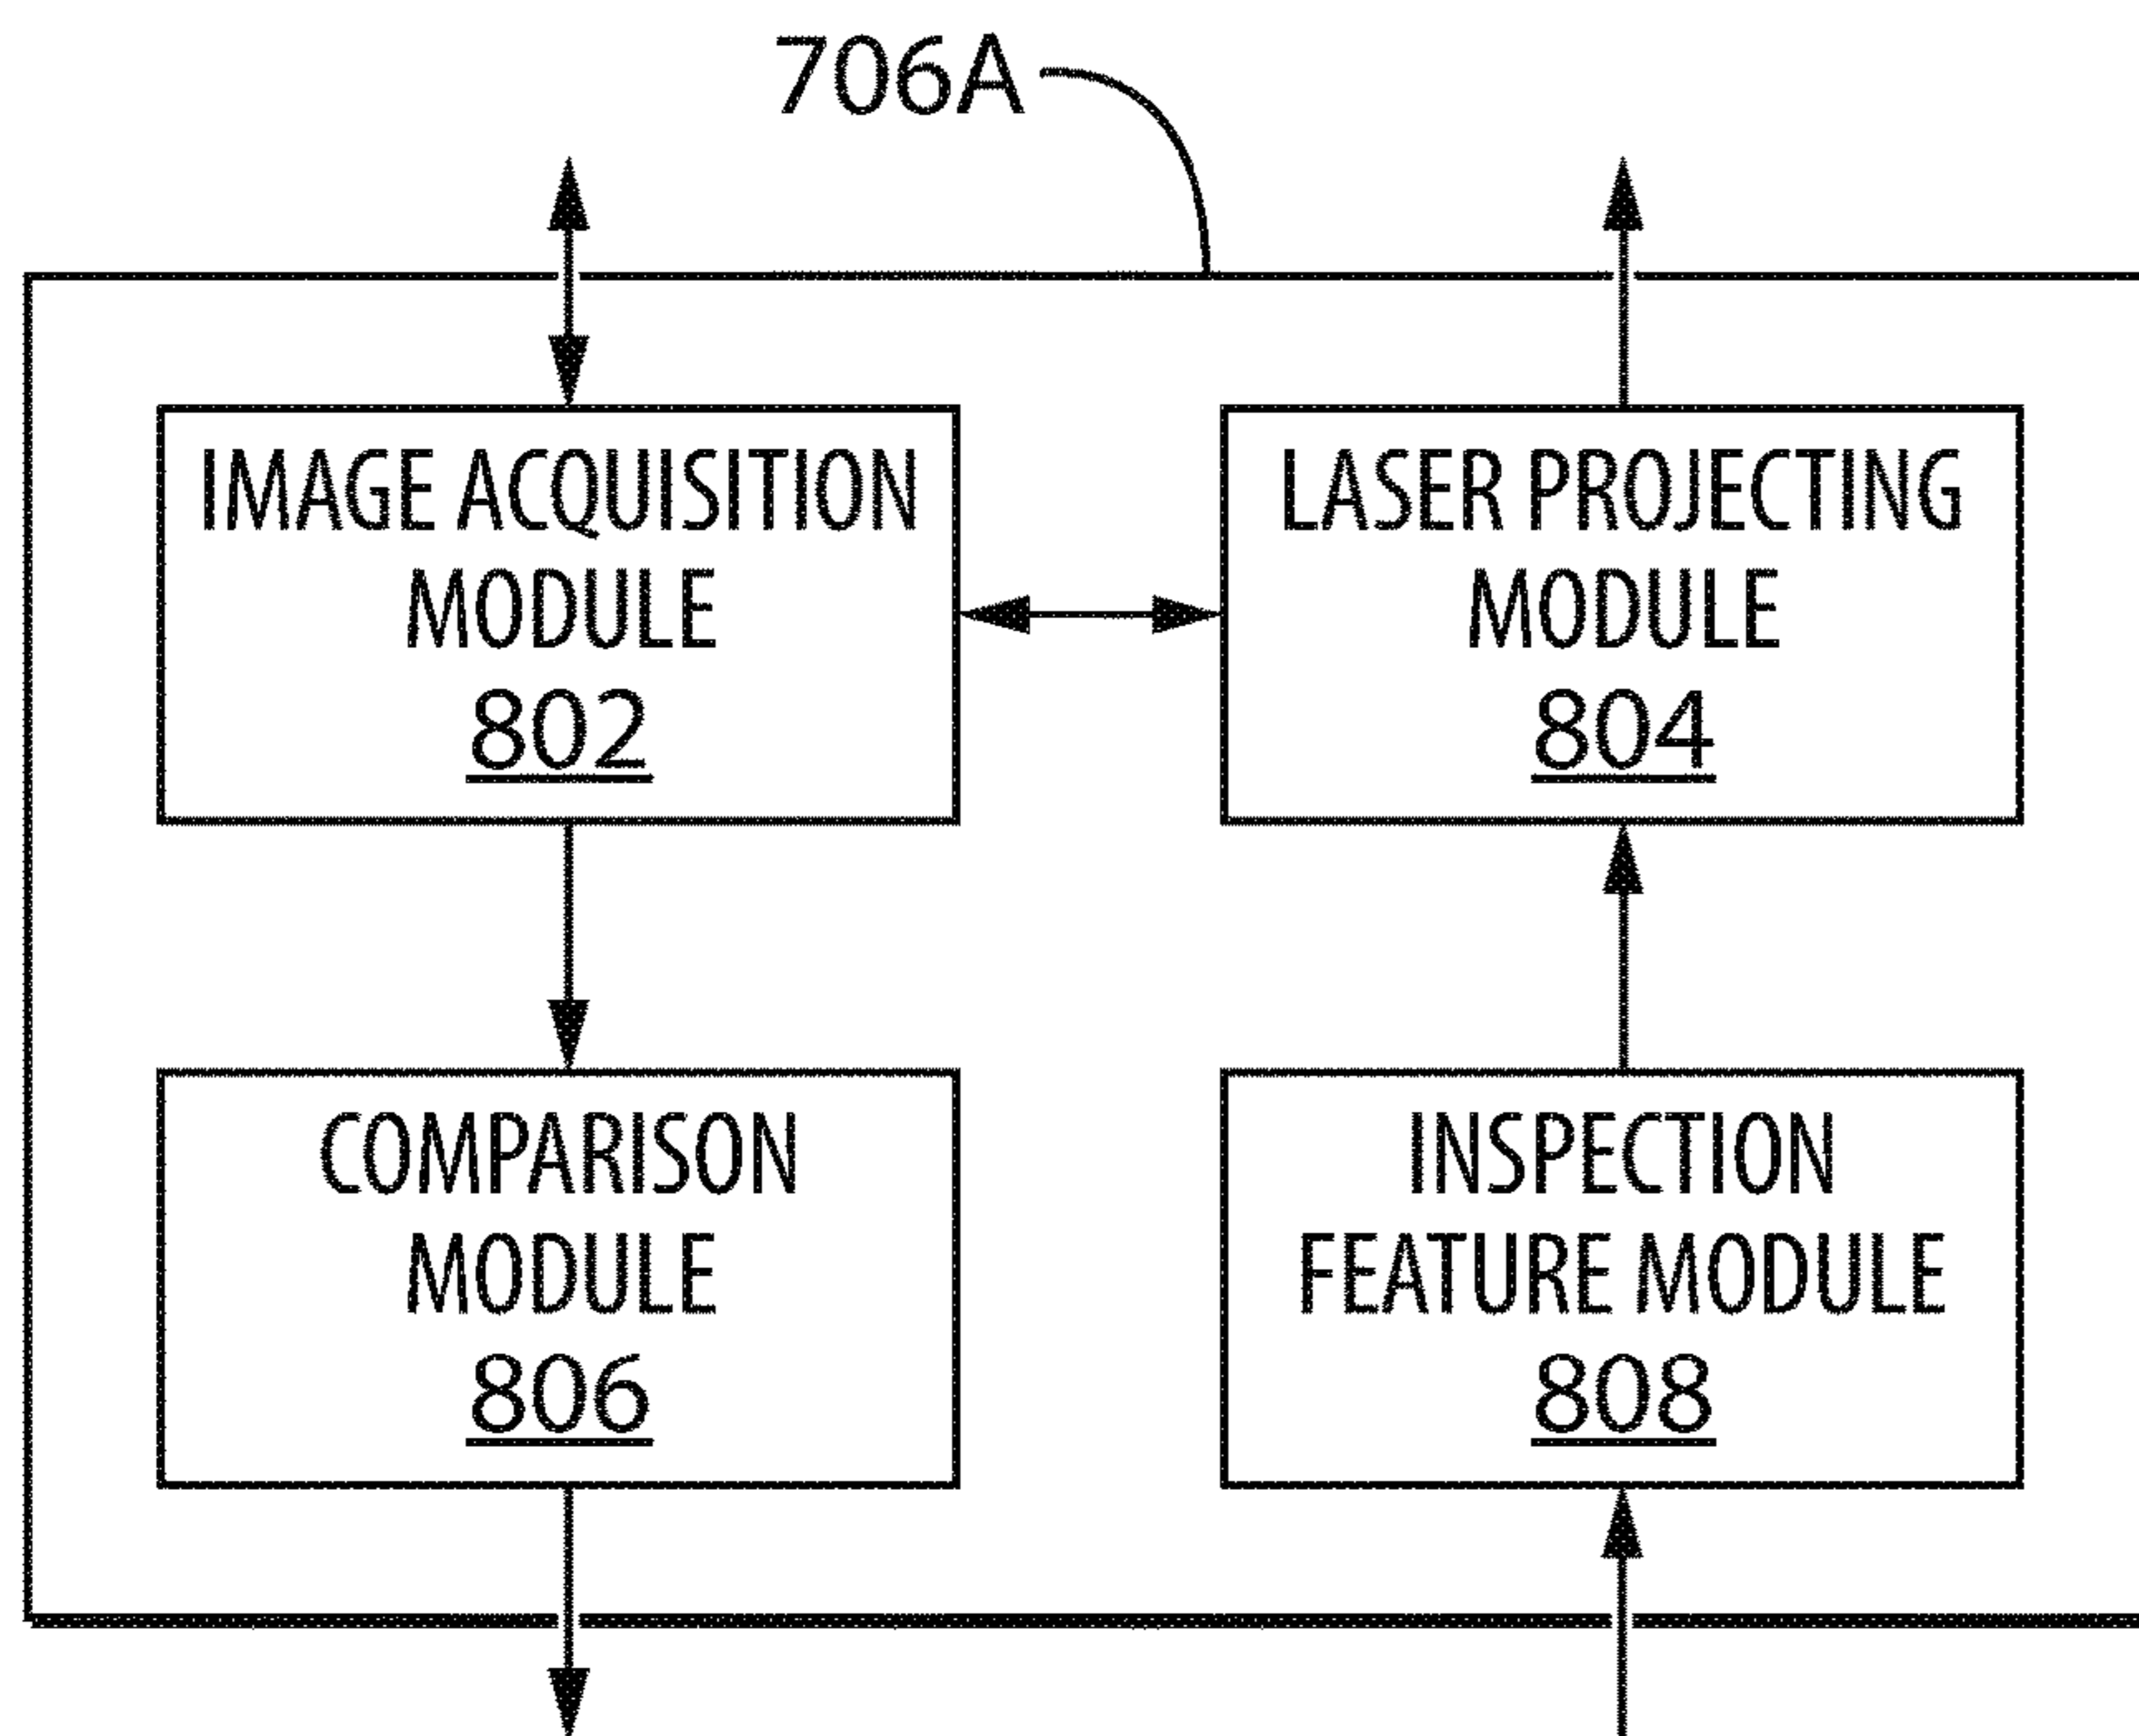 706A
IMAGE ACQUISITION
MODULE
802
LASER PROJECTING
MODULE
804
COMPARISON
MODULE
806
INSPECTION
FEATURE MODULE
808